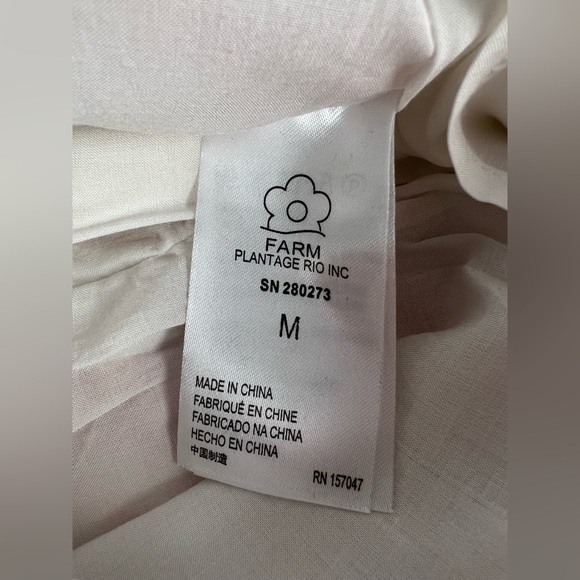 FARM
PLANTAGE RIO INC
SN 280273
M
MADE IN CHINA
FABRIQUÉ EN CHINE
FABRICADO NA CHINA
HECHO EN CHINA
中国制造
RN 157047